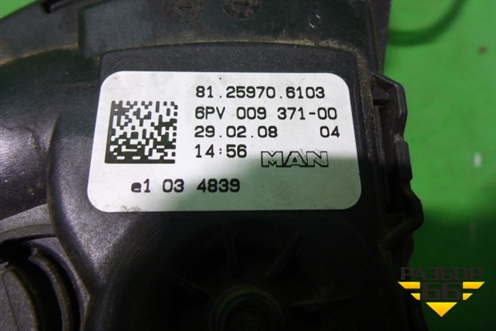 81.25970.6103
6PV 009 371-00
29.02.08 04
14:56 MAN
e1 03 4839
РАЗБОР
66